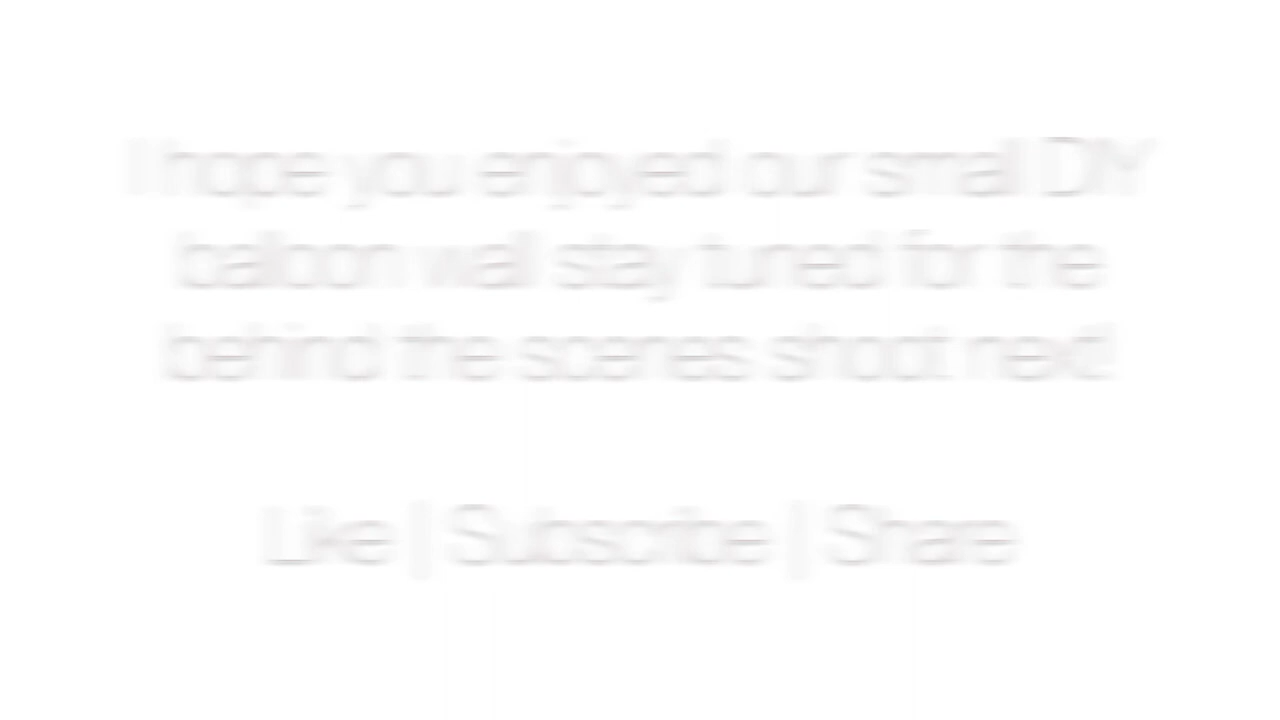 I hope you enjoyed our small DIY
balloon wall stay tuned for the
behind the scenes shoot next!
Like | Subscribe | Share